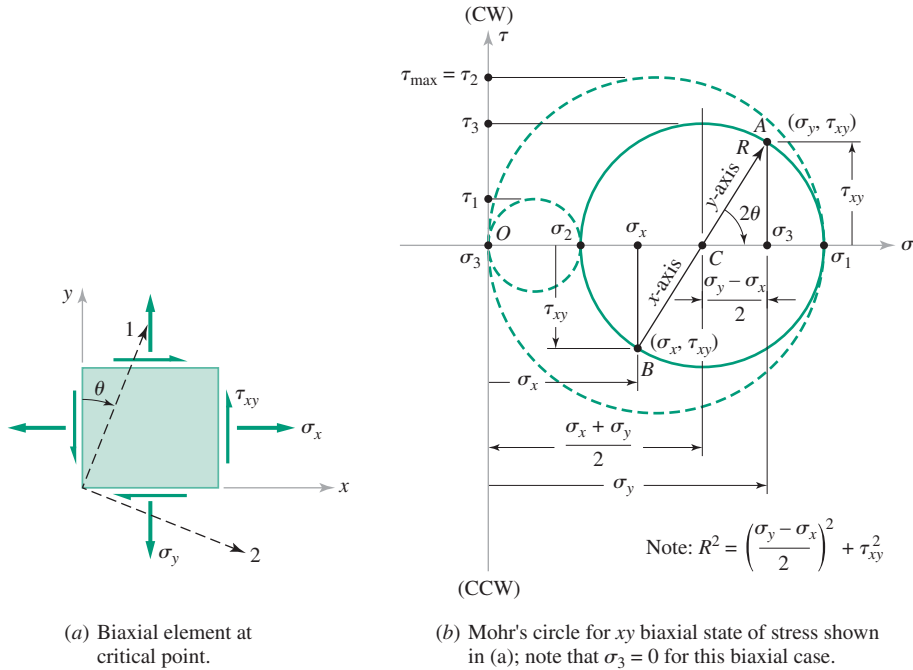 (CW)
τ
τmax = τ2
τ3
A
(σy, τxy)
R
y-axis
τxy
τ1
2θ
O
σ2
σx
σ3
σ
σ3
C
σ1
x-axis
σy − σx
2
τxy
(σx, τxy)
B
σx
σx + σy
2
σy
Note: R² = ((σy − σx)/2)² + τ²xy
(CCW)
y
1
θ
τxy
σx
x
2
σy
(a) Biaxial element at
critical point.
(b) Mohr's circle for xy biaxial state of stress shown
in (a); note that σ3 = 0 for this biaxial case.